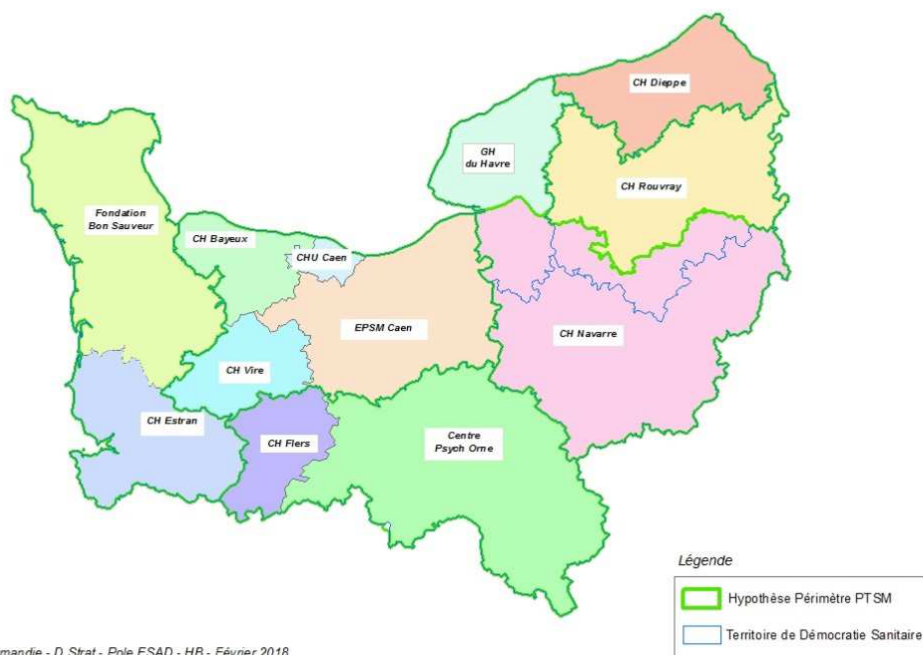 CH Dieppe
GH
du Havre
CH Rouvray
Fondation
Bon Sauveur
CH Bayeux
CHU Caen
EPSM Caen
CH Navarre
CH Vire
CH Estran
CH Flers
Centre
Psych Orne
Légende
Hypothèse Périmètre PTSM
Territoire de Démocratie Sanitaire
mandie - D Strat - Pole ESAD - HB - Février 2018